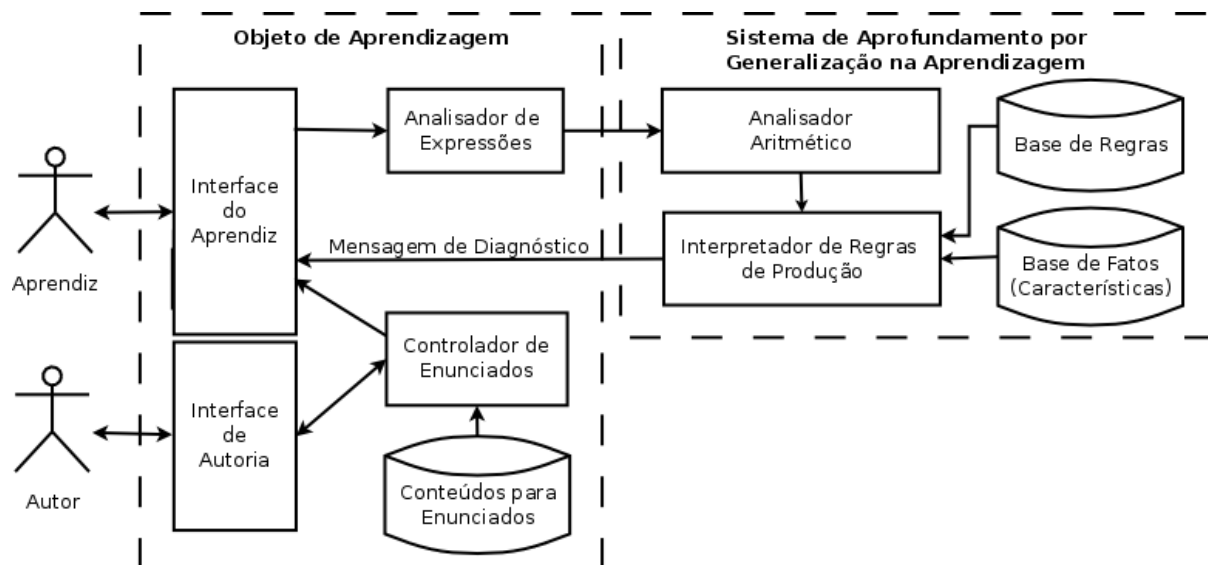 Objeto de Aprendizagem
Sistema de Aprofundamento por
Generalização na Aprendizagem
Interface
do
Aprendiz
Analisador de
Expressões
Analisador
Aritmético
Base de Regras
Mensagem de Diagnóstico
Interpretador de Regras
de Produção
Base de Fatos
(Características)
Aprendiz
Controlador de
Enunciados
Interface
de
Autoria
Conteúdos para
Enunciados
Autor